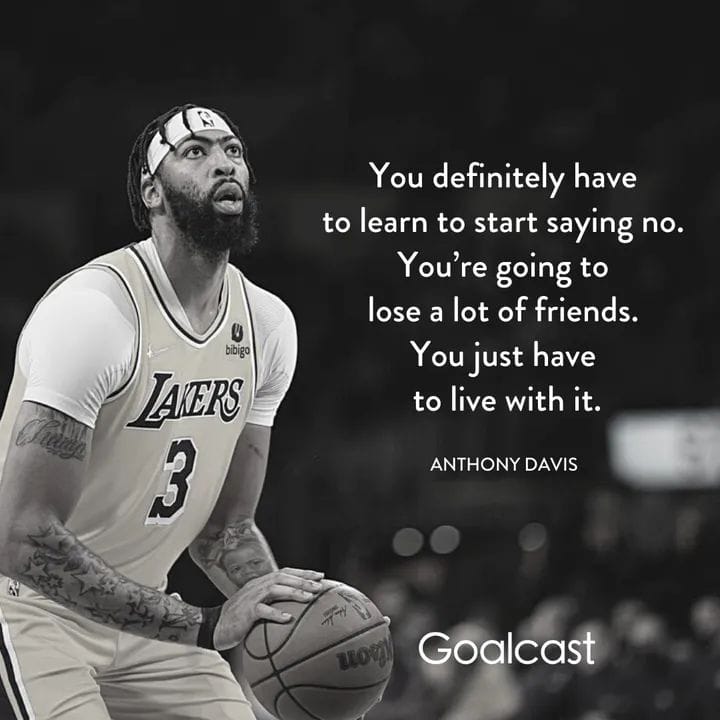 You definitely have
to learn to start saying no.
You're going to
lose a lot of friends.
You just have
to live with it.
ANTHONY DAVIS
bibigo
LAKERS
3
Wilson
Goalcast